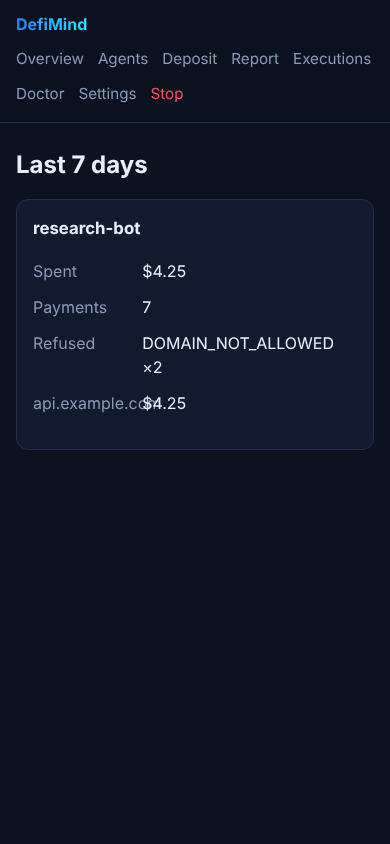 DefiMind
Overview Agents Deposit Report Executions
Doctor Settings Stop
Last 7 days
research-bot
Spent $4.25
Payments 7
Refused DOMAIN_NOT_ALLOWED
×2
api.example.com $4.25